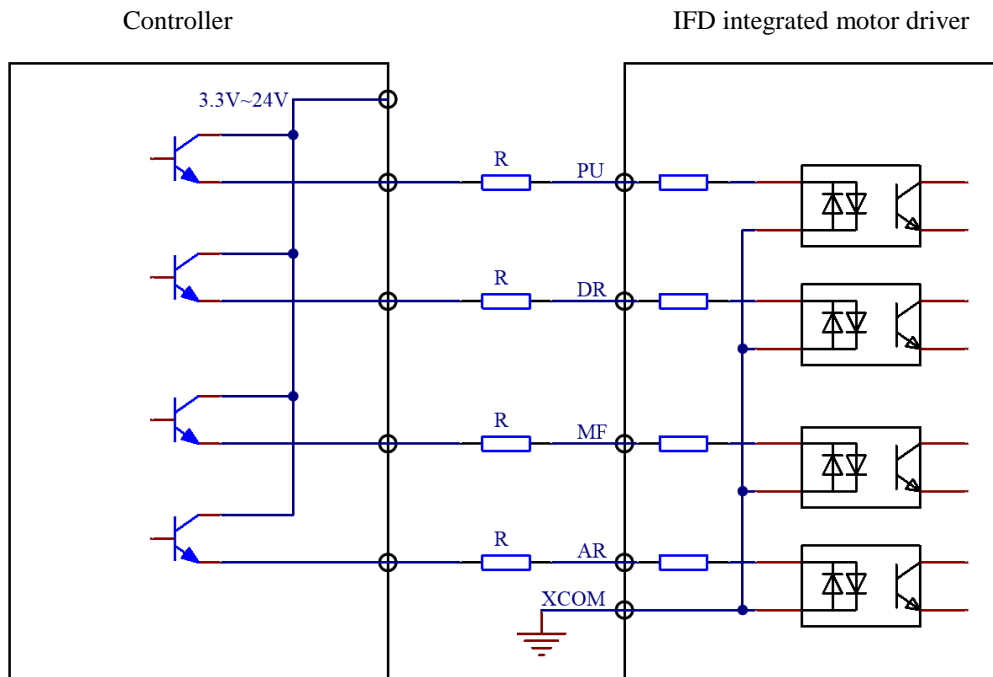 Controller
IFD integrated motor driver
3.3V~24V
R
PU
R
DR
R
MF
R
AR
XCOM